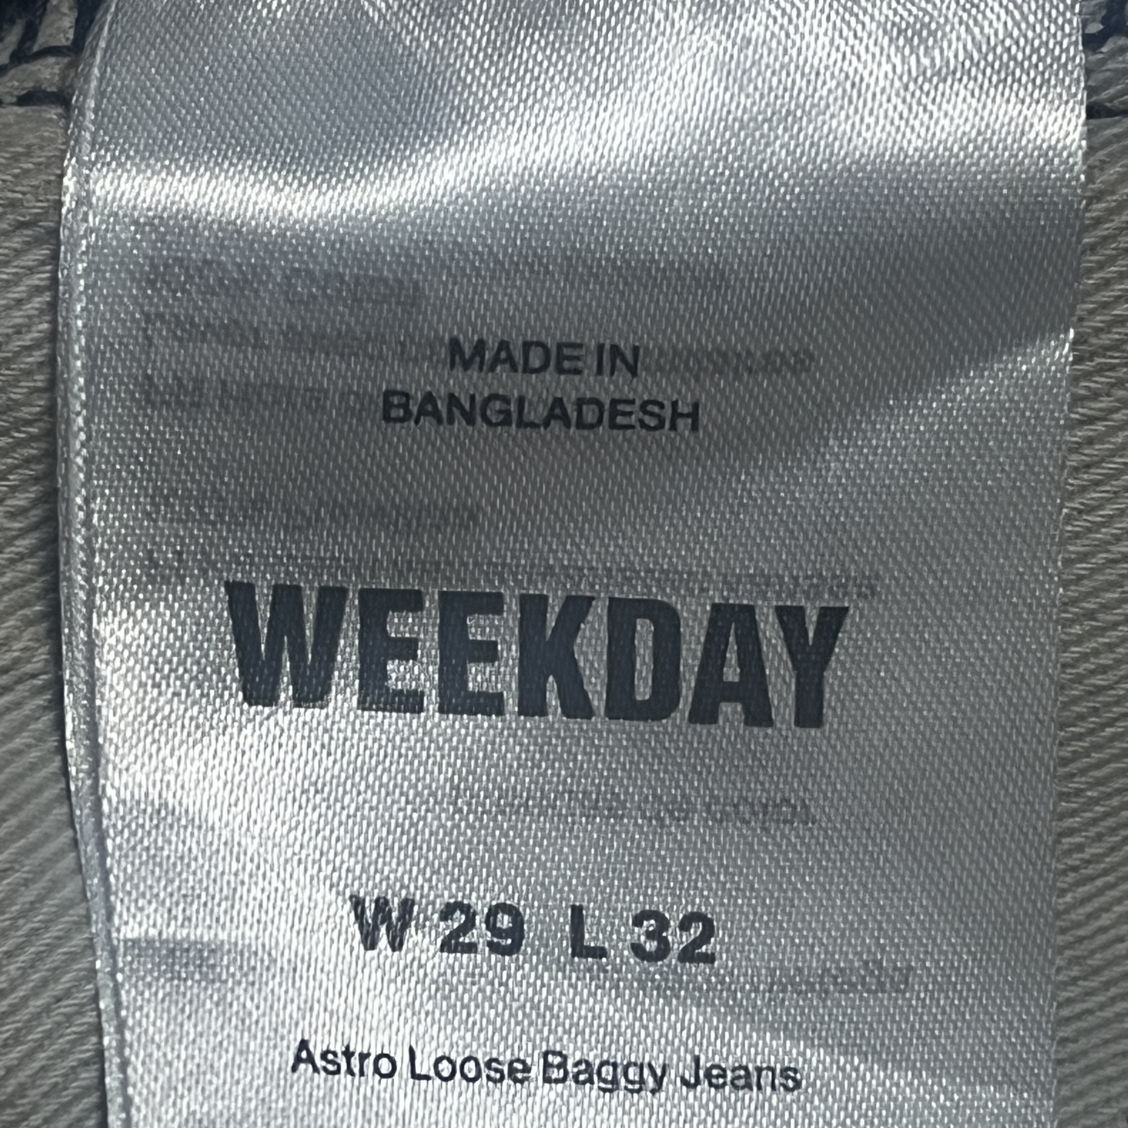 MADE IN
BANGLADESH
WEEKDAY
W 29 L 32
Astro Loose Baggy Jeans